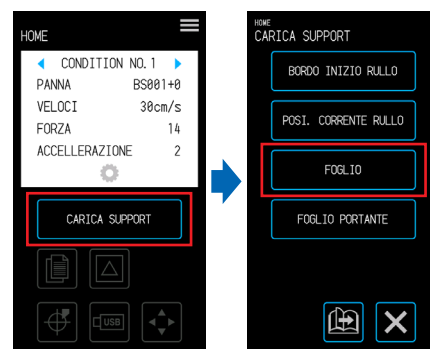 HOME
CONDITION NO.1
PANNA BS001+0
VELOCI 30cm/s
FORZA 14
ACCELLERAZIONE 2
CARICA SUPPORT
USB
HOME
CARICA SUPPORT
BORDO INIZIO RULLO
POSI. CORRENTE RULLO
FOGLIO
FOGLIO PORTANTE